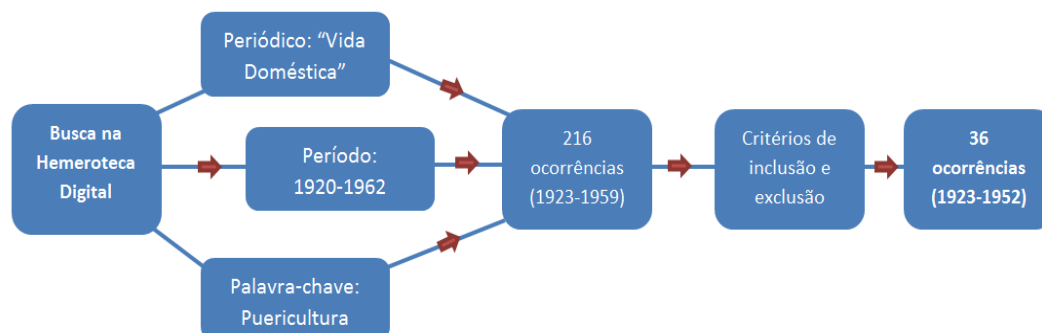 Busca na
Hemeroteca
Digital
Periódico: “Vida
Doméstica”
Período:
1920-1962
Palavra-chave:
Puericultura
216
ocorrências
(1923-1959)
Critérios de
inclusão e
exclusão
36
ocorrências
(1923-1952)